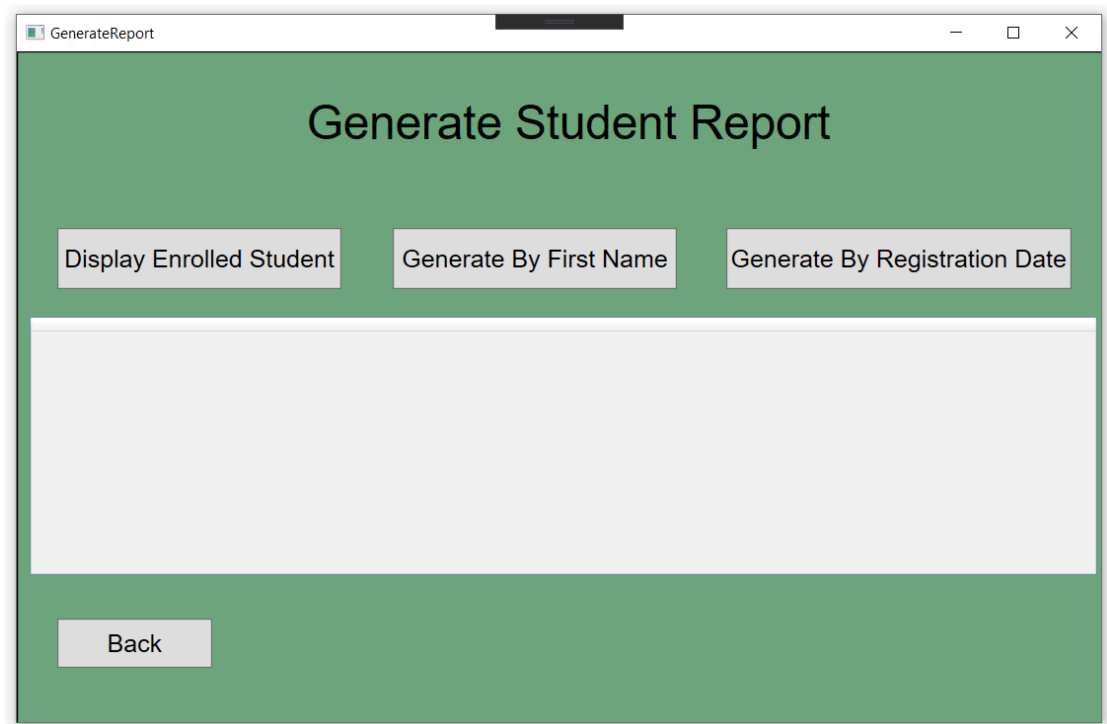 GenerateReport
Generate Student Report
Display Enrolled Student
Generate By First Name
Generate By Registration Date
Back